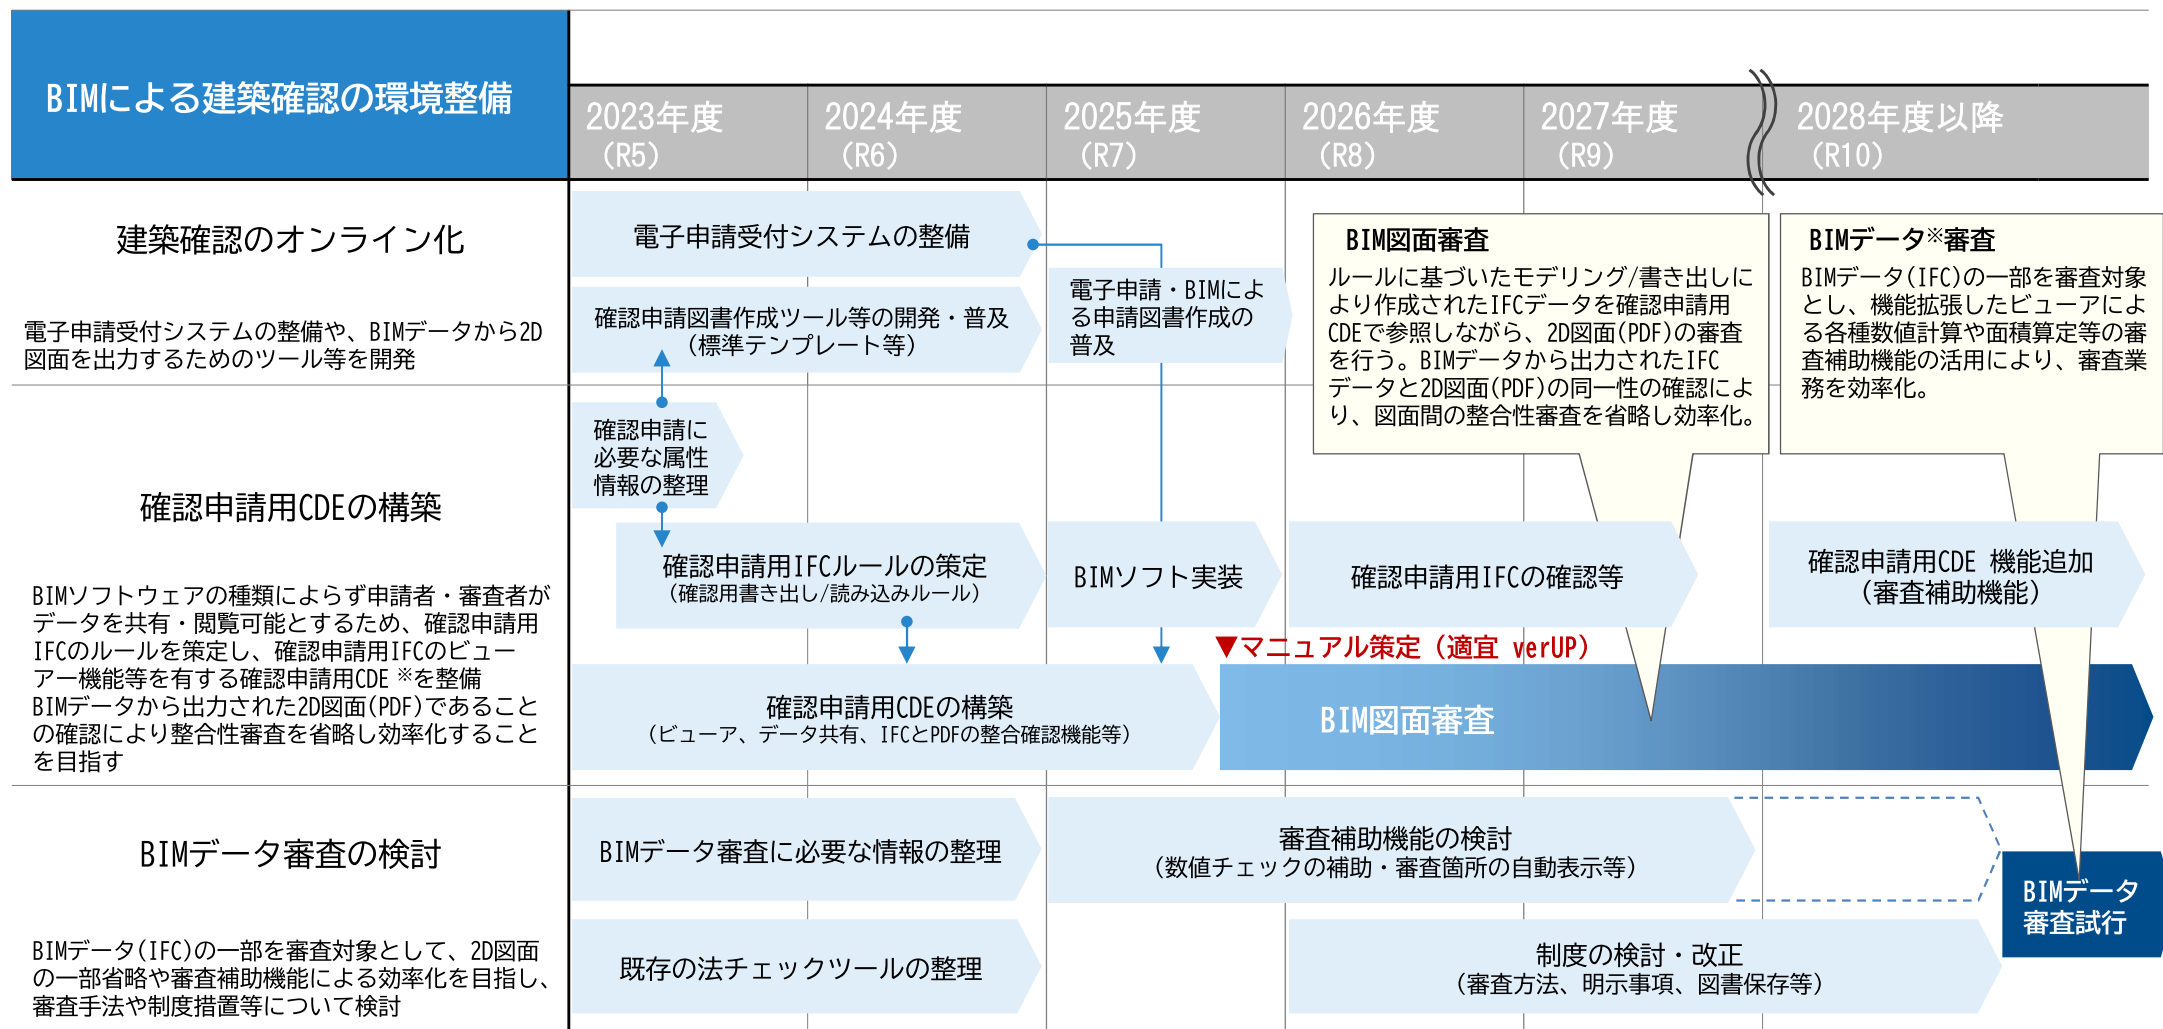 BIMによる建築確認の環境整備
2023年度
（R5）
2024年度
（R6）
2025年度
（R7）
2026年度
（R8）
2027年度
（R9）
2028年度以降
（R10）
建築確認のオンライン化
電子申請受付システムの整備や、BIMデータから2D
図面を出力するためのツール等を開発
電子申請受付システムの整備
確認申請図書作成ツール等の開発・普及
（標準テンプレート等）
電子申請・BIMによ
る申請図書作成の
普及
BIM図面審査
ルールに基づいたモデリング/書き出しに
より作成されたIFCデータを確認申請用
CDEで参照しながら、2D図面(PDF)の審査
を行う。BIMデータから出力されたIFC
データと2D図面(PDF)の同一性の確認によ
り、図面間の整合性審査を省略し効率化。
BIMデータ※審査
BIMデータ(IFC)の一部を審査対象
とし、機能拡張したビューアによ
る各種数値計算や面積算定等の審
査補助機能の活用により、審査業
務を効率化。
確認申請用CDEの構築
BIMソフトウェアの種類によらず申請者・審査者が
データを共有・閲覧可能とするため、確認申請用
IFCのルールを策定し、確認申請用IFCのビュー
アー機能等を有する確認申請用CDE※を整備
BIMデータから出力された2D図面(PDF)であること
の確認により整合性審査を省略し効率化すること
を目指す
確認申請に
必要な属性
情報の整理
確認申請用IFCルールの策定
（確認用書き出し/読み込みルール）
BIMソフト実装
確認申請用IFCの確認等
確認申請用CDE 機能追加
（審査補助機能）
▼マニュアル策定（適宜 verUP）
確認申請用CDEの構築
（ビューア、データ共有、IFCとPDFの整合確認機能等）
BIM図面審査
BIMデータ審査の検討
BIMデータ(IFC)の一部を審査対象として、2D図面
の一部省略や審査補助機能による効率化を目指し、
審査手法や制度措置等について検討
BIMデータ審査に必要な情報の整理
審査補助機能の検討
（数値チェックの補助・審査箇所の自動表示等）
BIMデータ
審査試行
既存の法チェックツールの整理
制度の検討・改正
（審査方法、明示事項、図書保存等）